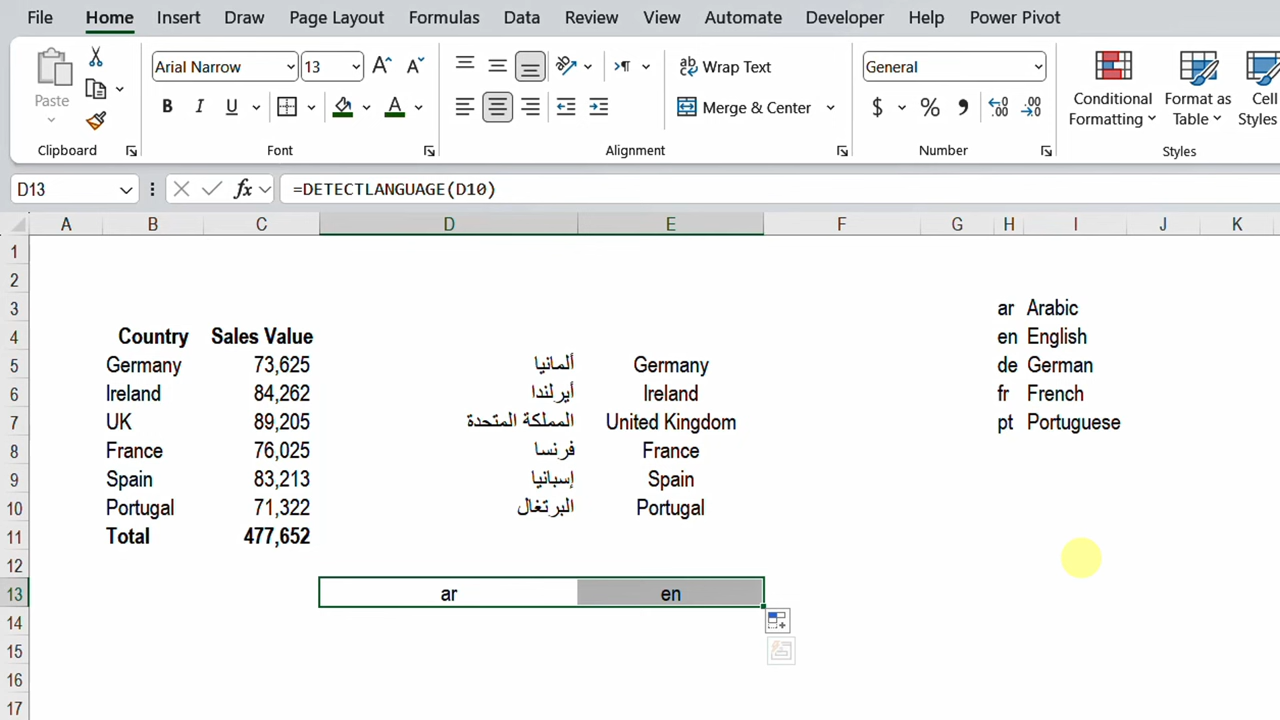 File Home Insert Draw Page Layout Formulas Data Review View Automate Developer Help Power Pivot
Paste
Arial Narrow 13
B I U
Wrap Text
Merge & Center
General
$ % 9
Conditional Formatting
Format as Table
Cell Styles
Clipboard Font Alignment Number Styles
D13 fx =DETECTLANGUAGE(D10)
A B C D E F G H I J K
1
2
3 ar Arabic
4 Country Sales Value en English
5 Germany 73,625 ألمانيا Germany de German
6 Ireland 84,262 أيرلندا Ireland fr French
7 UK 89,205 المملكة المتحدة United Kingdom pt Portuguese
8 France 76,025 فرنسا France
9 Spain 83,213 إسبانيا Spain
10 Portugal 71,322 البرتغال Portugal
11 Total 477,652
12
13 ar en
14
15
16
17